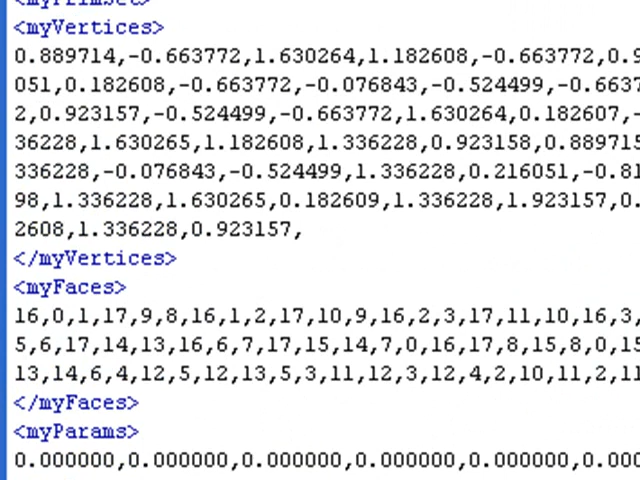 <myPrimSet>
<myVertices>
0.889714,-0.663772,1.630264,1.182608,-0.663772,0.9
051,0.182608,-0.663772,-0.076843,-0.524499,-0.6637
2,0.923157,-0.524499,-0.663772,1.630264,0.182607,-
36228,1.630265,1.182608,1.336228,0.923158,0.889715
336228,-0.076843,-0.524499,1.336228,0.216051,-0.81
98,1.336228,1.630265,0.182609,1.336228,1.923157,0.
2608,1.336228,0.923157,
</myVertices>
<myFaces>
16,0,1,17,9,8,16,1,2,17,10,9,16,2,3,17,11,10,16,3,
5,6,17,14,13,16,6,7,17,15,14,7,0,16,17,8,15,8,0,15
13,14,6,4,12,5,12,13,5,3,11,12,3,12,4,2,10,11,2,11
</myFaces>
<myParams>
0.000000,0.000000,0.000000,0.000000,0.000000,0.000